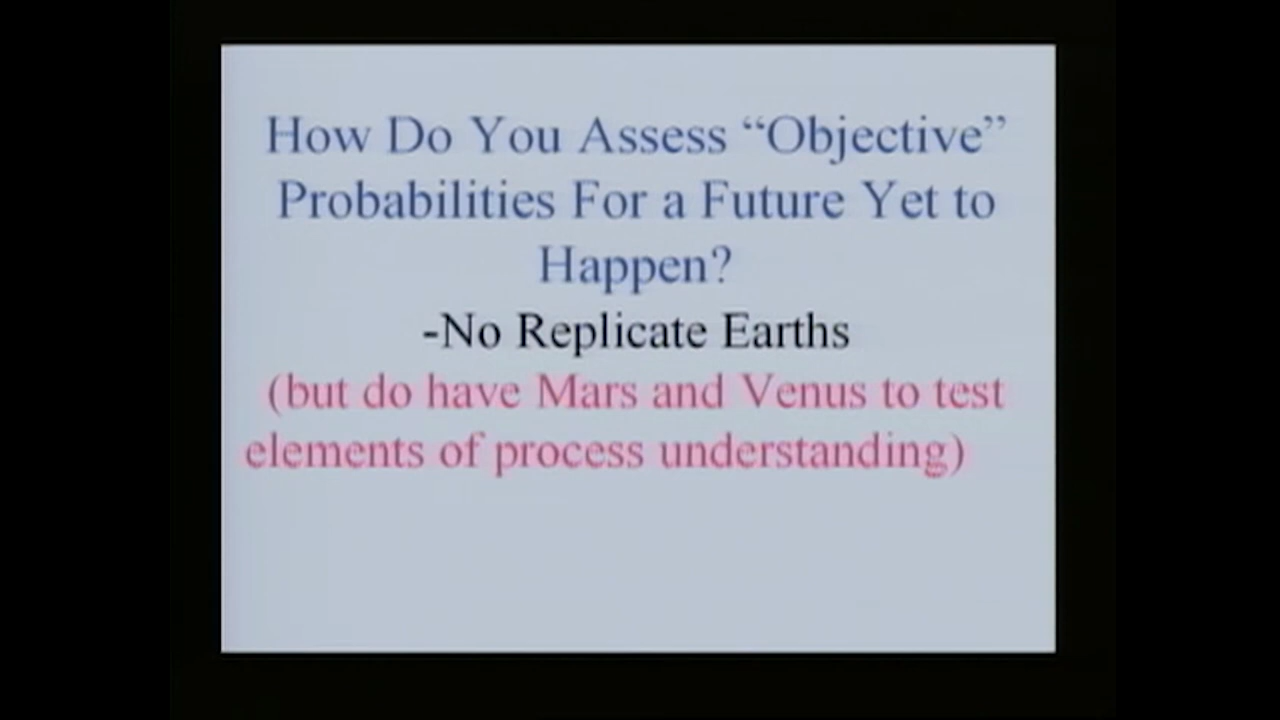 How Do You Assess “Objective”
Probabilities For a Future Yet to
Happen?
-No Replicate Earths
(but do have Mars and Venus to test
elements of process understanding)